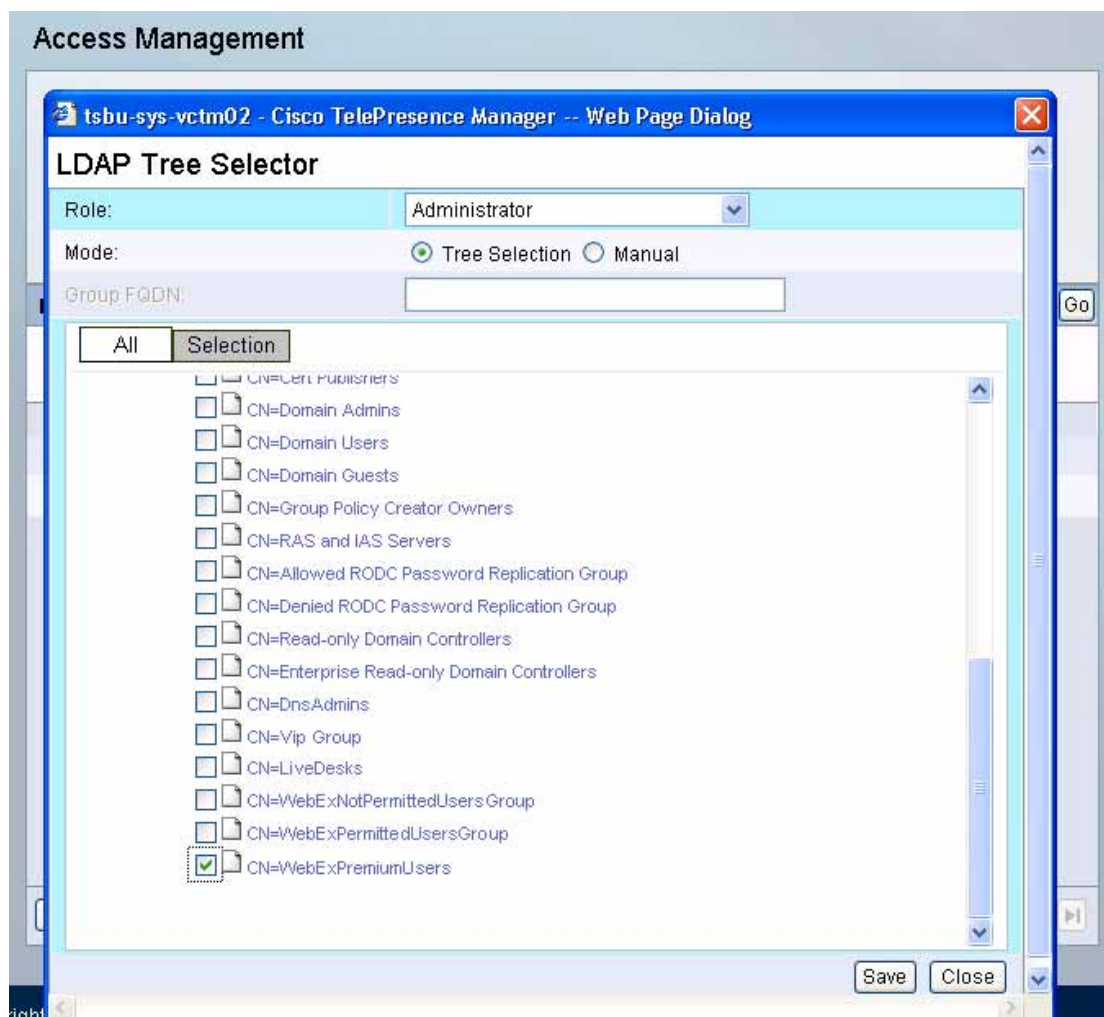 Access Management
tsbu-sys-vctm02 - Cisco TelePresence Manager -- Web Page Dialog
LDAP Tree Selector
Role: Administrator
Mode: Tree Selection Manual
Group FQDN:
Go
All Selection
CN=Cert Publishers
CN=Domain Admins
CN=Domain Users
CN=Domain Guests
CN=Group Policy Creator Owners
CN=RAS and IAS Servers
CN=Allowed RODC Password Replication Group
CN=Denied RODC Password Replication Group
CN=Read-only Domain Controllers
CN=Enterprise Read-only Domain Controllers
CN=DnsAdmins
CN=Vip Group
CN=LiveDesks
CN=WebExNotPermittedUsersGroup
CN=WebExPermittedUsersGroup
CN=WebExPremiumUsers
Save Close